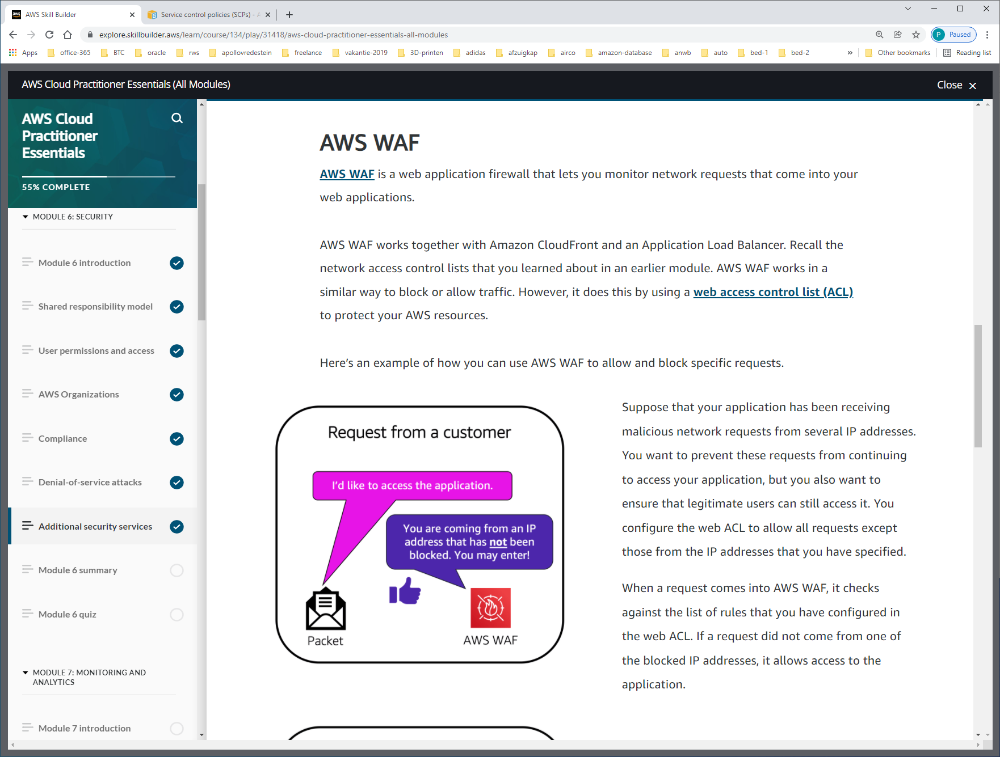 aws AWS Skill Builder
Service control policies (SCPs) - A
explore.skillbuilder.aws/learn/course/134/play/31418/aws-cloud-practitioner-essentials-all-modules
P Paused
Apps office-365 BTC oracle rws apollovredestein freelance vakantie-2019 3D-printen adidas afzuigkap airco amazon-database anwb auto bed-1 bed-2 » Other bookmarks Reading list
AWS Cloud Practitioner Essentials (All Modules)
Close
AWS Cloud
Practitioner
Essentials
55% COMPLETE
MODULE 6: SECURITY
Module 6 introduction
Shared responsibility model
User permissions and access
AWS Organizations
Compliance
Denial-of-service attacks
Additional security services
Module 6 summary
Module 6 quiz
MODULE 7: MONITORING AND
ANALYTICS
Module 7 introduction
AWS WAF
AWS WAF is a web application firewall that lets you monitor network requests that come into your
web applications.
AWS WAF works together with Amazon CloudFront and an Application Load Balancer. Recall the
network access control lists that you learned about in an earlier module. AWS WAF works in a
similar way to block or allow traffic. However, it does this by using a web access control list (ACL)
to protect your AWS resources.
Here’s an example of how you can use AWS WAF to allow and block specific requests.
Request from a customer
I’d like to access the application.
You are coming from an IP
address that has not been
blocked. You may enter!
Packet
AWS WAF
Suppose that your application has been receiving
malicious network requests from several IP addresses.
You want to prevent these requests from continuing
to access your application, but you also want to
ensure that legitimate users can still access it. You
configure the web ACL to allow all requests except
those from the IP addresses that you have specified.
When a request comes into AWS WAF, it checks
against the list of rules that you have configured in
the web ACL. If a request did not come from one of
the blocked IP addresses, it allows access to the
application.